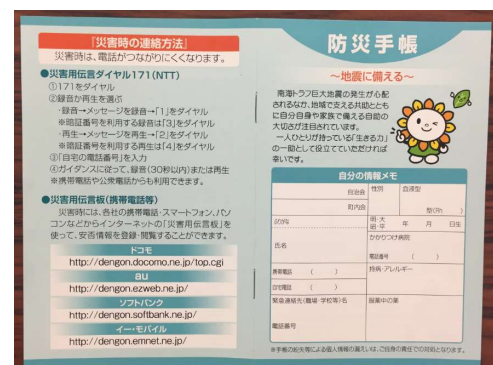 『災害時の連絡方法』
災害時は、電話がつながりにくくなります。
●災害用伝言ダイヤル171(NTT)
①171をダイヤル
②録音か再生を選ぶ
・録音→メッセージを録音→「1」をダイヤル
※暗証番号を利用する録音は「3」をダイヤル
・再生→メッセージを再生→「2」をダイヤル
※暗証番号を利用する再生は「4」をダイヤル
③「自宅の電話番号」を入力
④ガイダンスに従って、録音(30秒以内)または再生
※携帯電話や公衆電話からも利用できます。
●災害用伝言板(携帯電話等)
災害時には、各社の携帯電話・スマートフォン、パソ
コンなどからインターネットの「災害用伝言板」を
使って、安否情報を登録・閲覧することができます。
ドコモ
http://dengon.docomo.ne.jp/top.cgi
au
http://dengon.ezweb.ne.jp/
ソフトバンク
http://dengon.softbank.ne.jp/
イー・モバイル
http://dengon.emnet.ne.jp/
防災手帳
～地震に備える～
南海トラフ巨大地震の発生が心配
されるなか、地域で支える共助ととも
に自分自身や家族で備える自助の
大切さが注目されています。
一人ひとりが持っている「生きる力」
の一助として役立てていただければ
幸いです。
自分の情報メモ
自治会
町内会
性別
血液型
型(Rh )
ふりがな
氏名
明・大
昭・平
年 月 日生
かかりつけ病院
電話番号 ( )
携帯電話 ( )
自宅電話 ( )
持病・アレルギー
緊急連絡先(職場・学校等)名
電話番号
服薬中の薬
※手帳の紛失等による個人情報の漏えいは、ご自身の責任での対処となります。